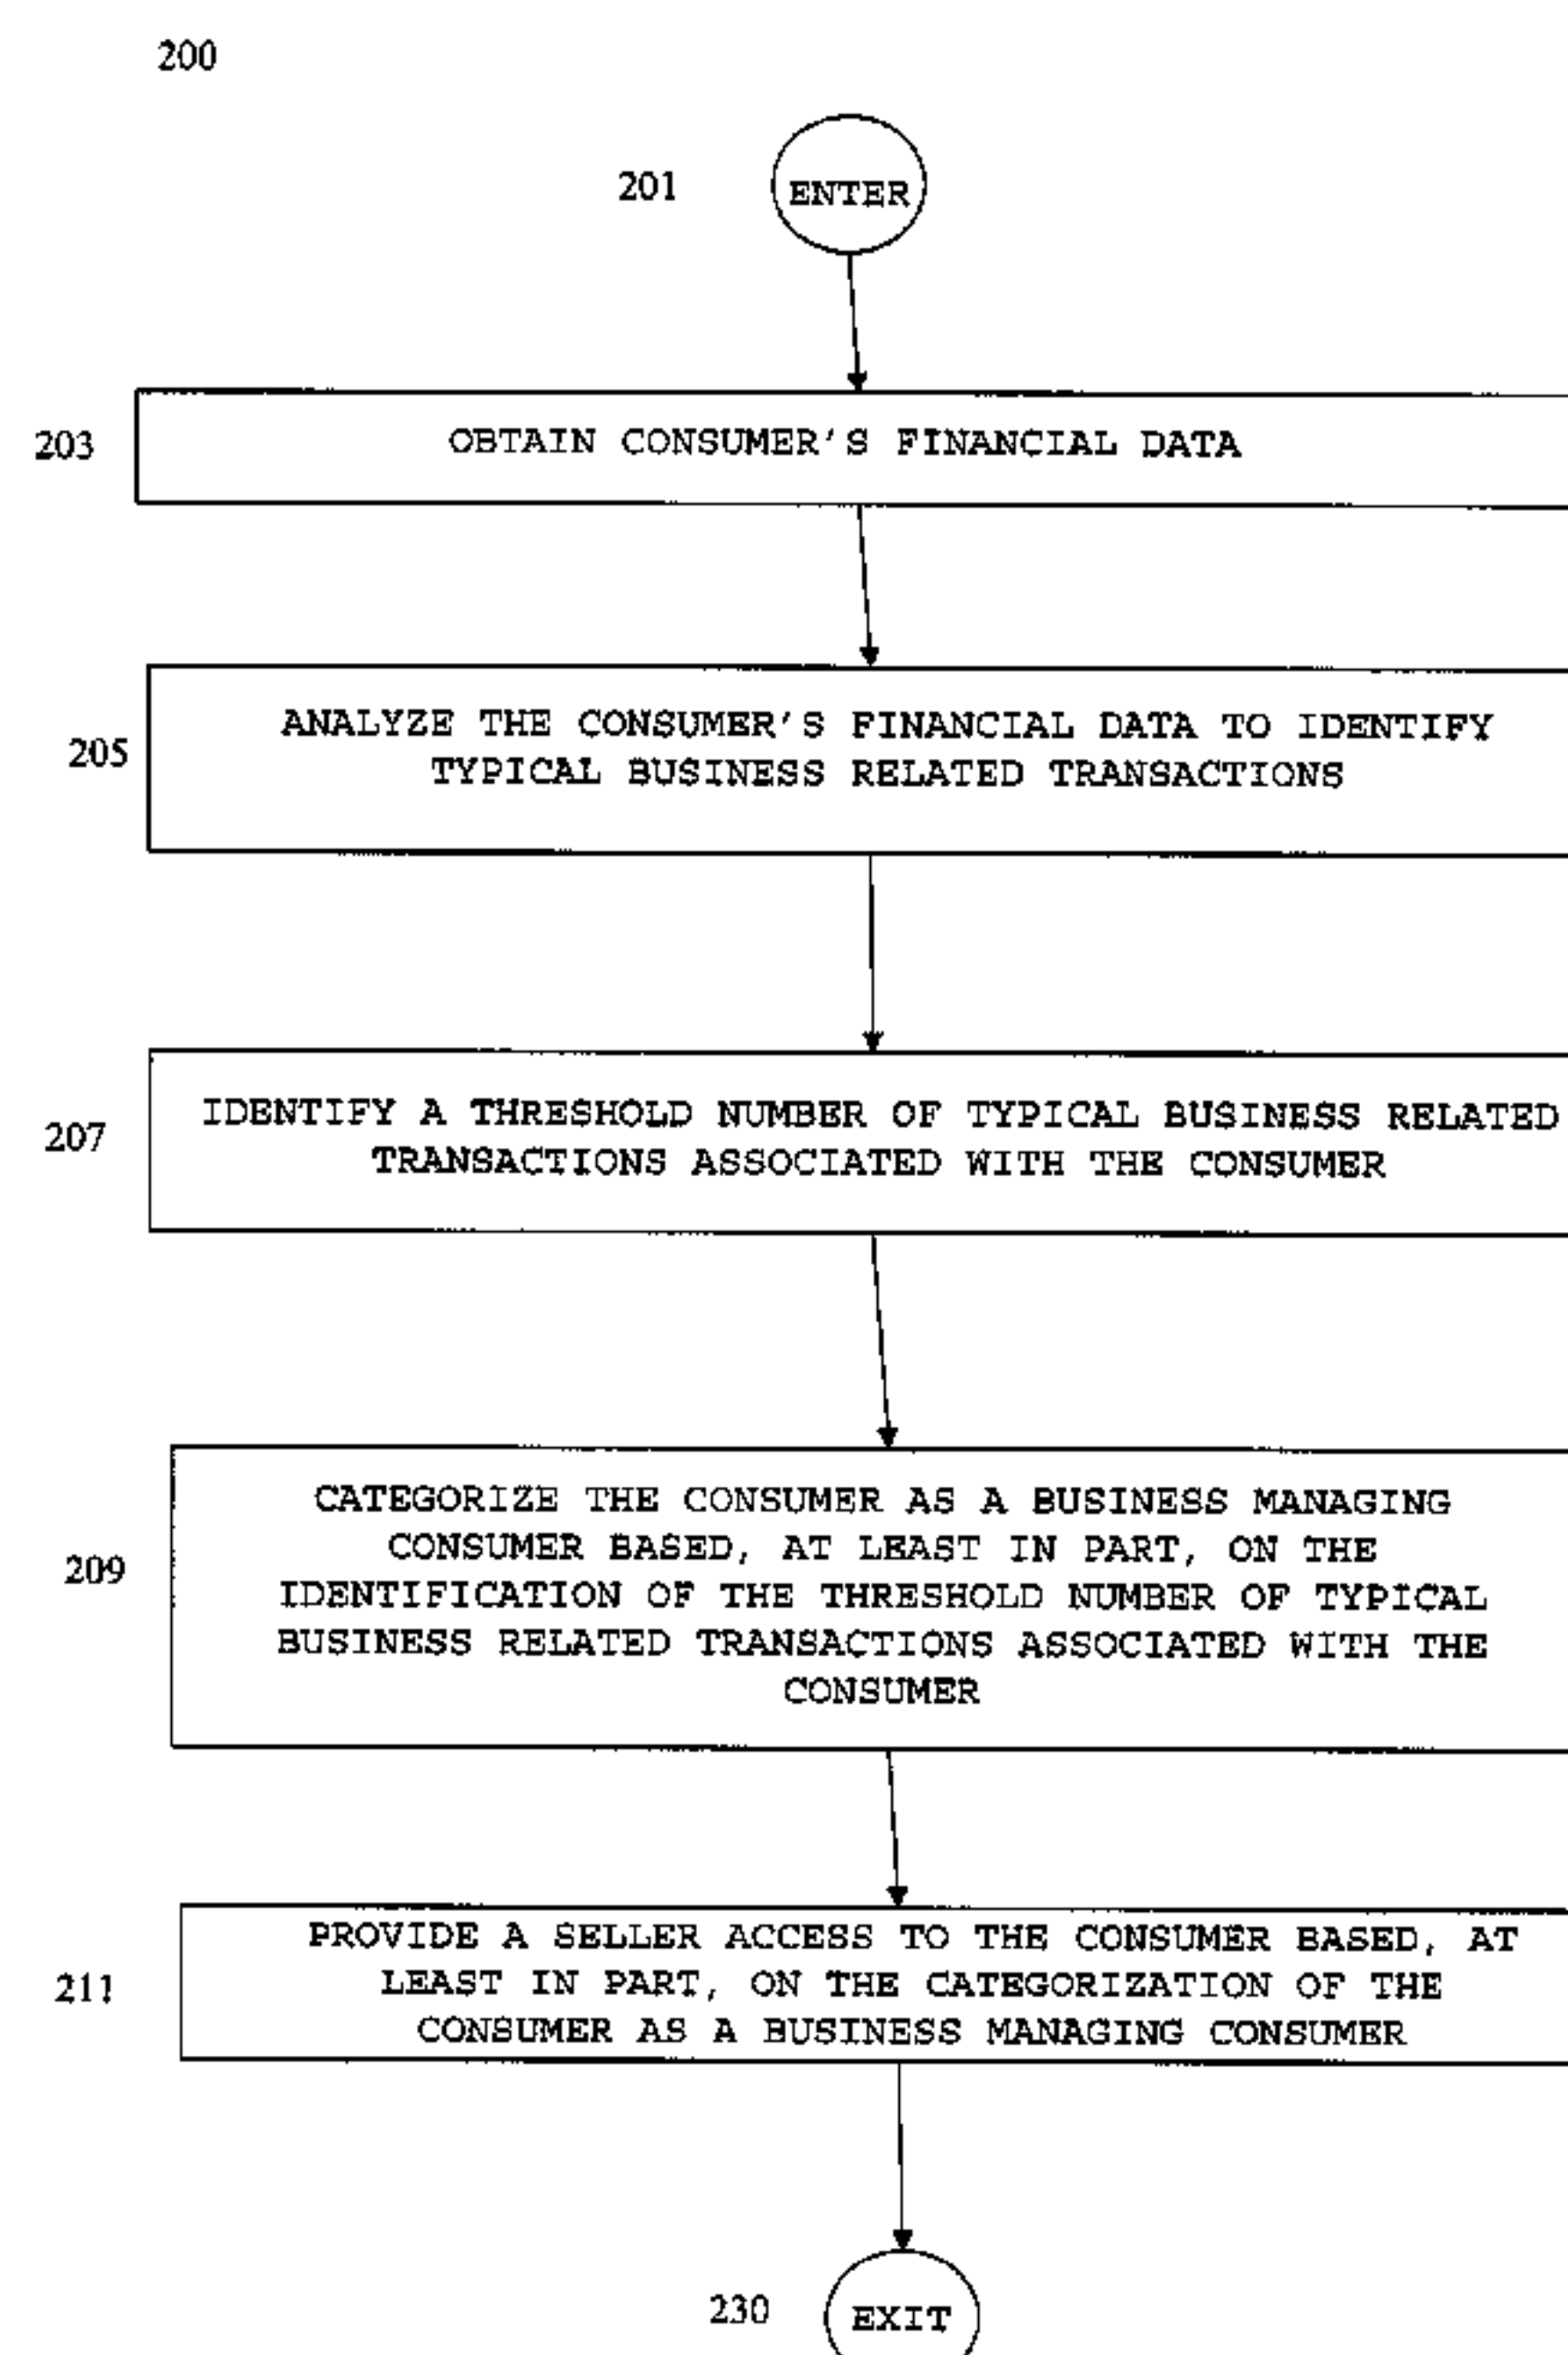 200
201
ENTER
203
OBTAIN CONSUMER'S FINANCIAL DATA
205
ANALYZE THE CONSUMER'S FINANCIAL DATA TO IDENTIFY
TYPICAL BUSINESS RELATED TRANSACTIONS
207
IDENTIFY A THRESHOLD NUMBER OF TYPICAL BUSINESS RELATED
TRANSACTIONS ASSOCIATED WITH THE CONSUMER
209
CATEGORIZE THE CONSUMER AS A BUSINESS MANAGING
CONSUMER BASED, AT LEAST IN PART, ON THE
IDENTIFICATION OF THE THRESHOLD NUMBER OF TYPICAL
BUSINESS RELATED TRANSACTIONS ASSOCIATED WITH THE
CONSUMER
211
PROVIDE A SELLER ACCESS TO THE CONSUMER BASED, AT
LEAST IN PART, ON THE CATEGORIZATION OF THE
CONSUMER AS A BUSINESS MANAGING CONSUMER
230
EXIT